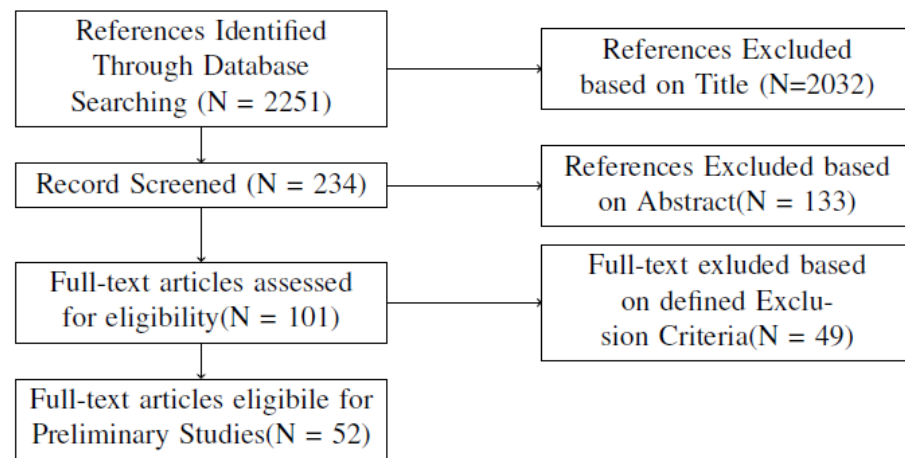 References Identified
Through Database
Searching (N = 2251)
References Excluded
based on Title (N=2032)
Record Screened (N = 234)
References Excluded based
on Abstract(N = 133)
Full-text articles assessed
for eligibility(N = 101)
Full-text exluded based
on defined Exclu-
sion Criteria(N = 49)
Full-text articles eligibile for
Preliminary Studies(N = 52)